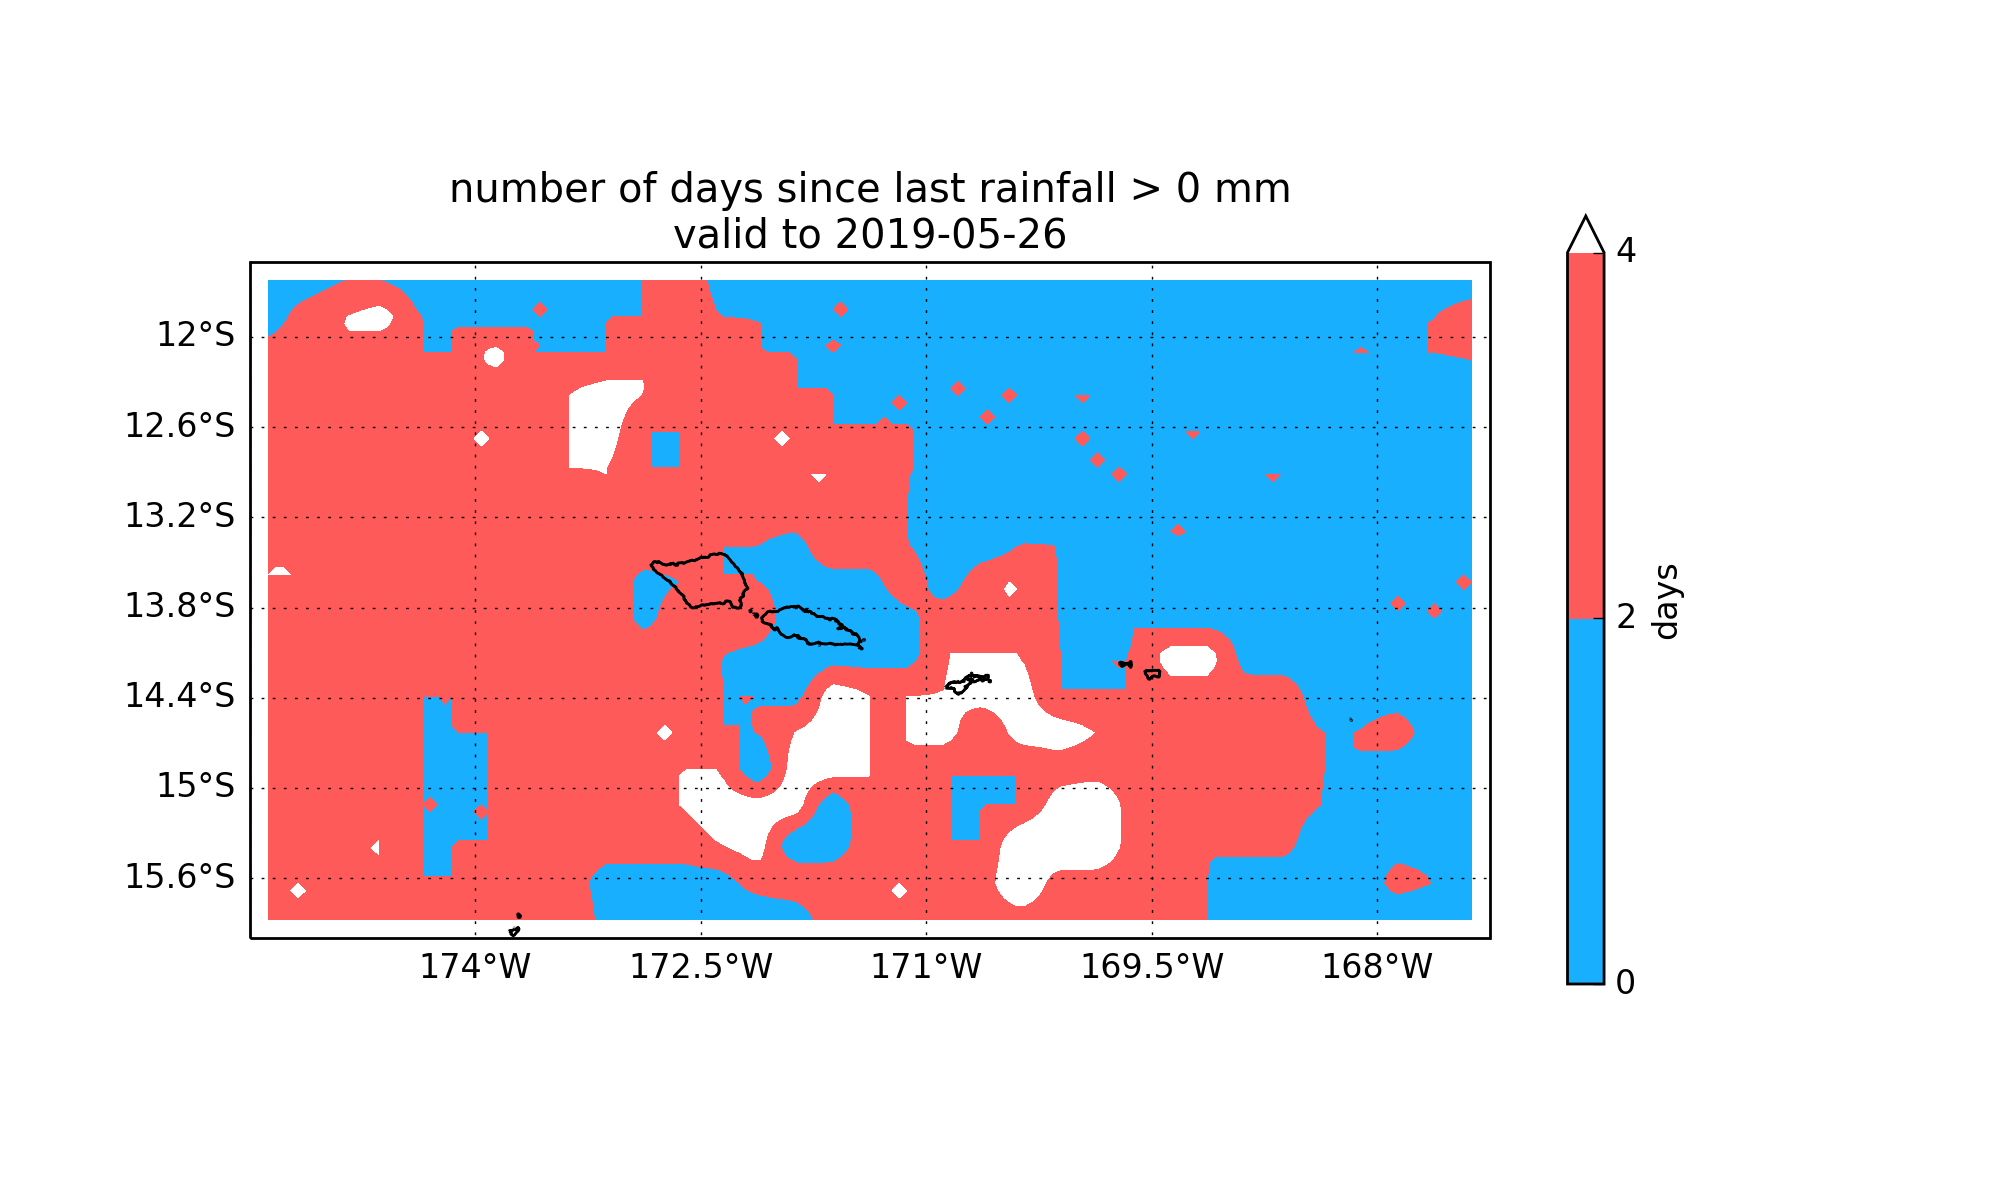 number of days since last rainfall > 0 mm
valid to 2019-05-26
12°S
12.6°S
13.2°S
13.8°S
14.4°S
15°S
15.6°S
174°W
172.5°W
171°W
169.5°W
168°W
4
2
0
days